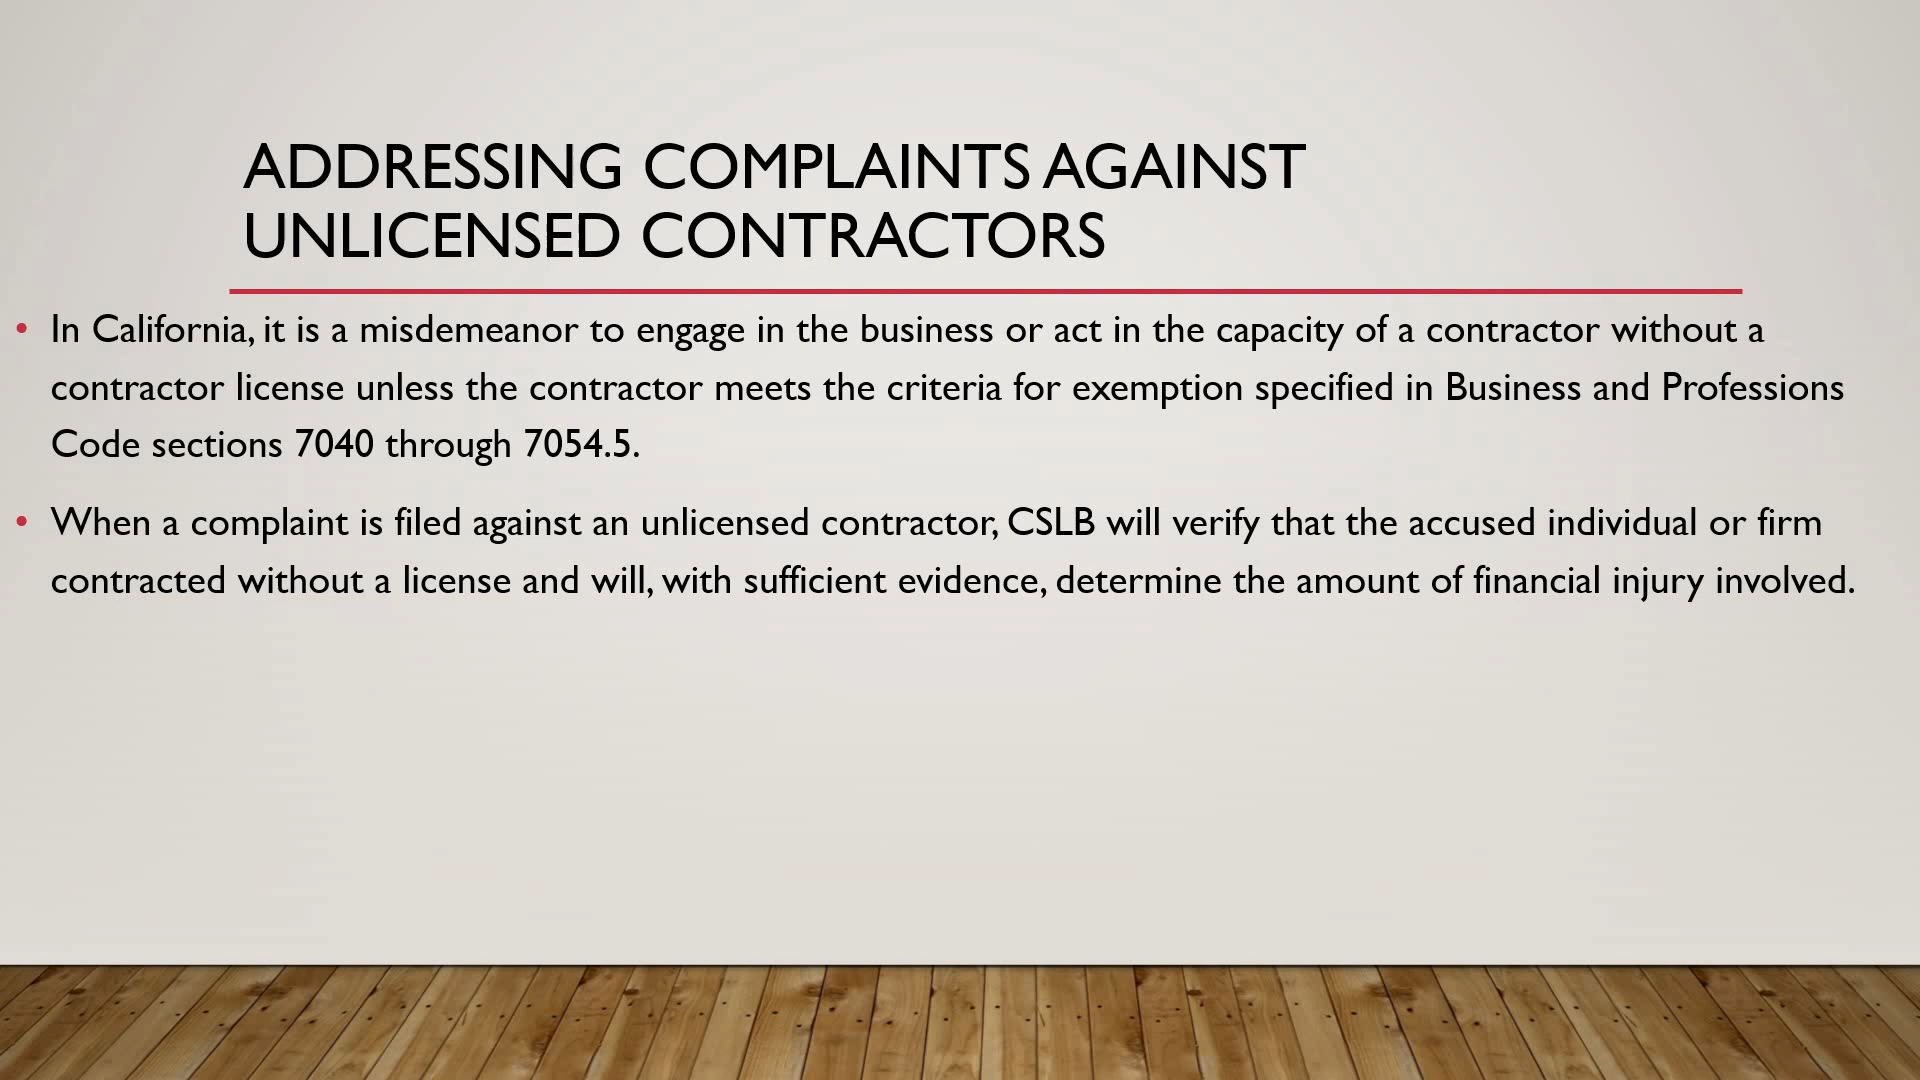 ADDRESSING COMPLAINTS AGAINST
UNLICENSED CONTRACTORS
• In California, it is a misdemeanor to engage in the business or act in the capacity of a contractor without a
contractor license unless the contractor meets the criteria for exemption specified in Business and Professions
Code sections 7040 through 7054.5.
• When a complaint is filed against an unlicensed contractor, CSLB will verify that the accused individual or firm
contracted without a license and will, with sufficient evidence, determine the amount of financial injury involved.